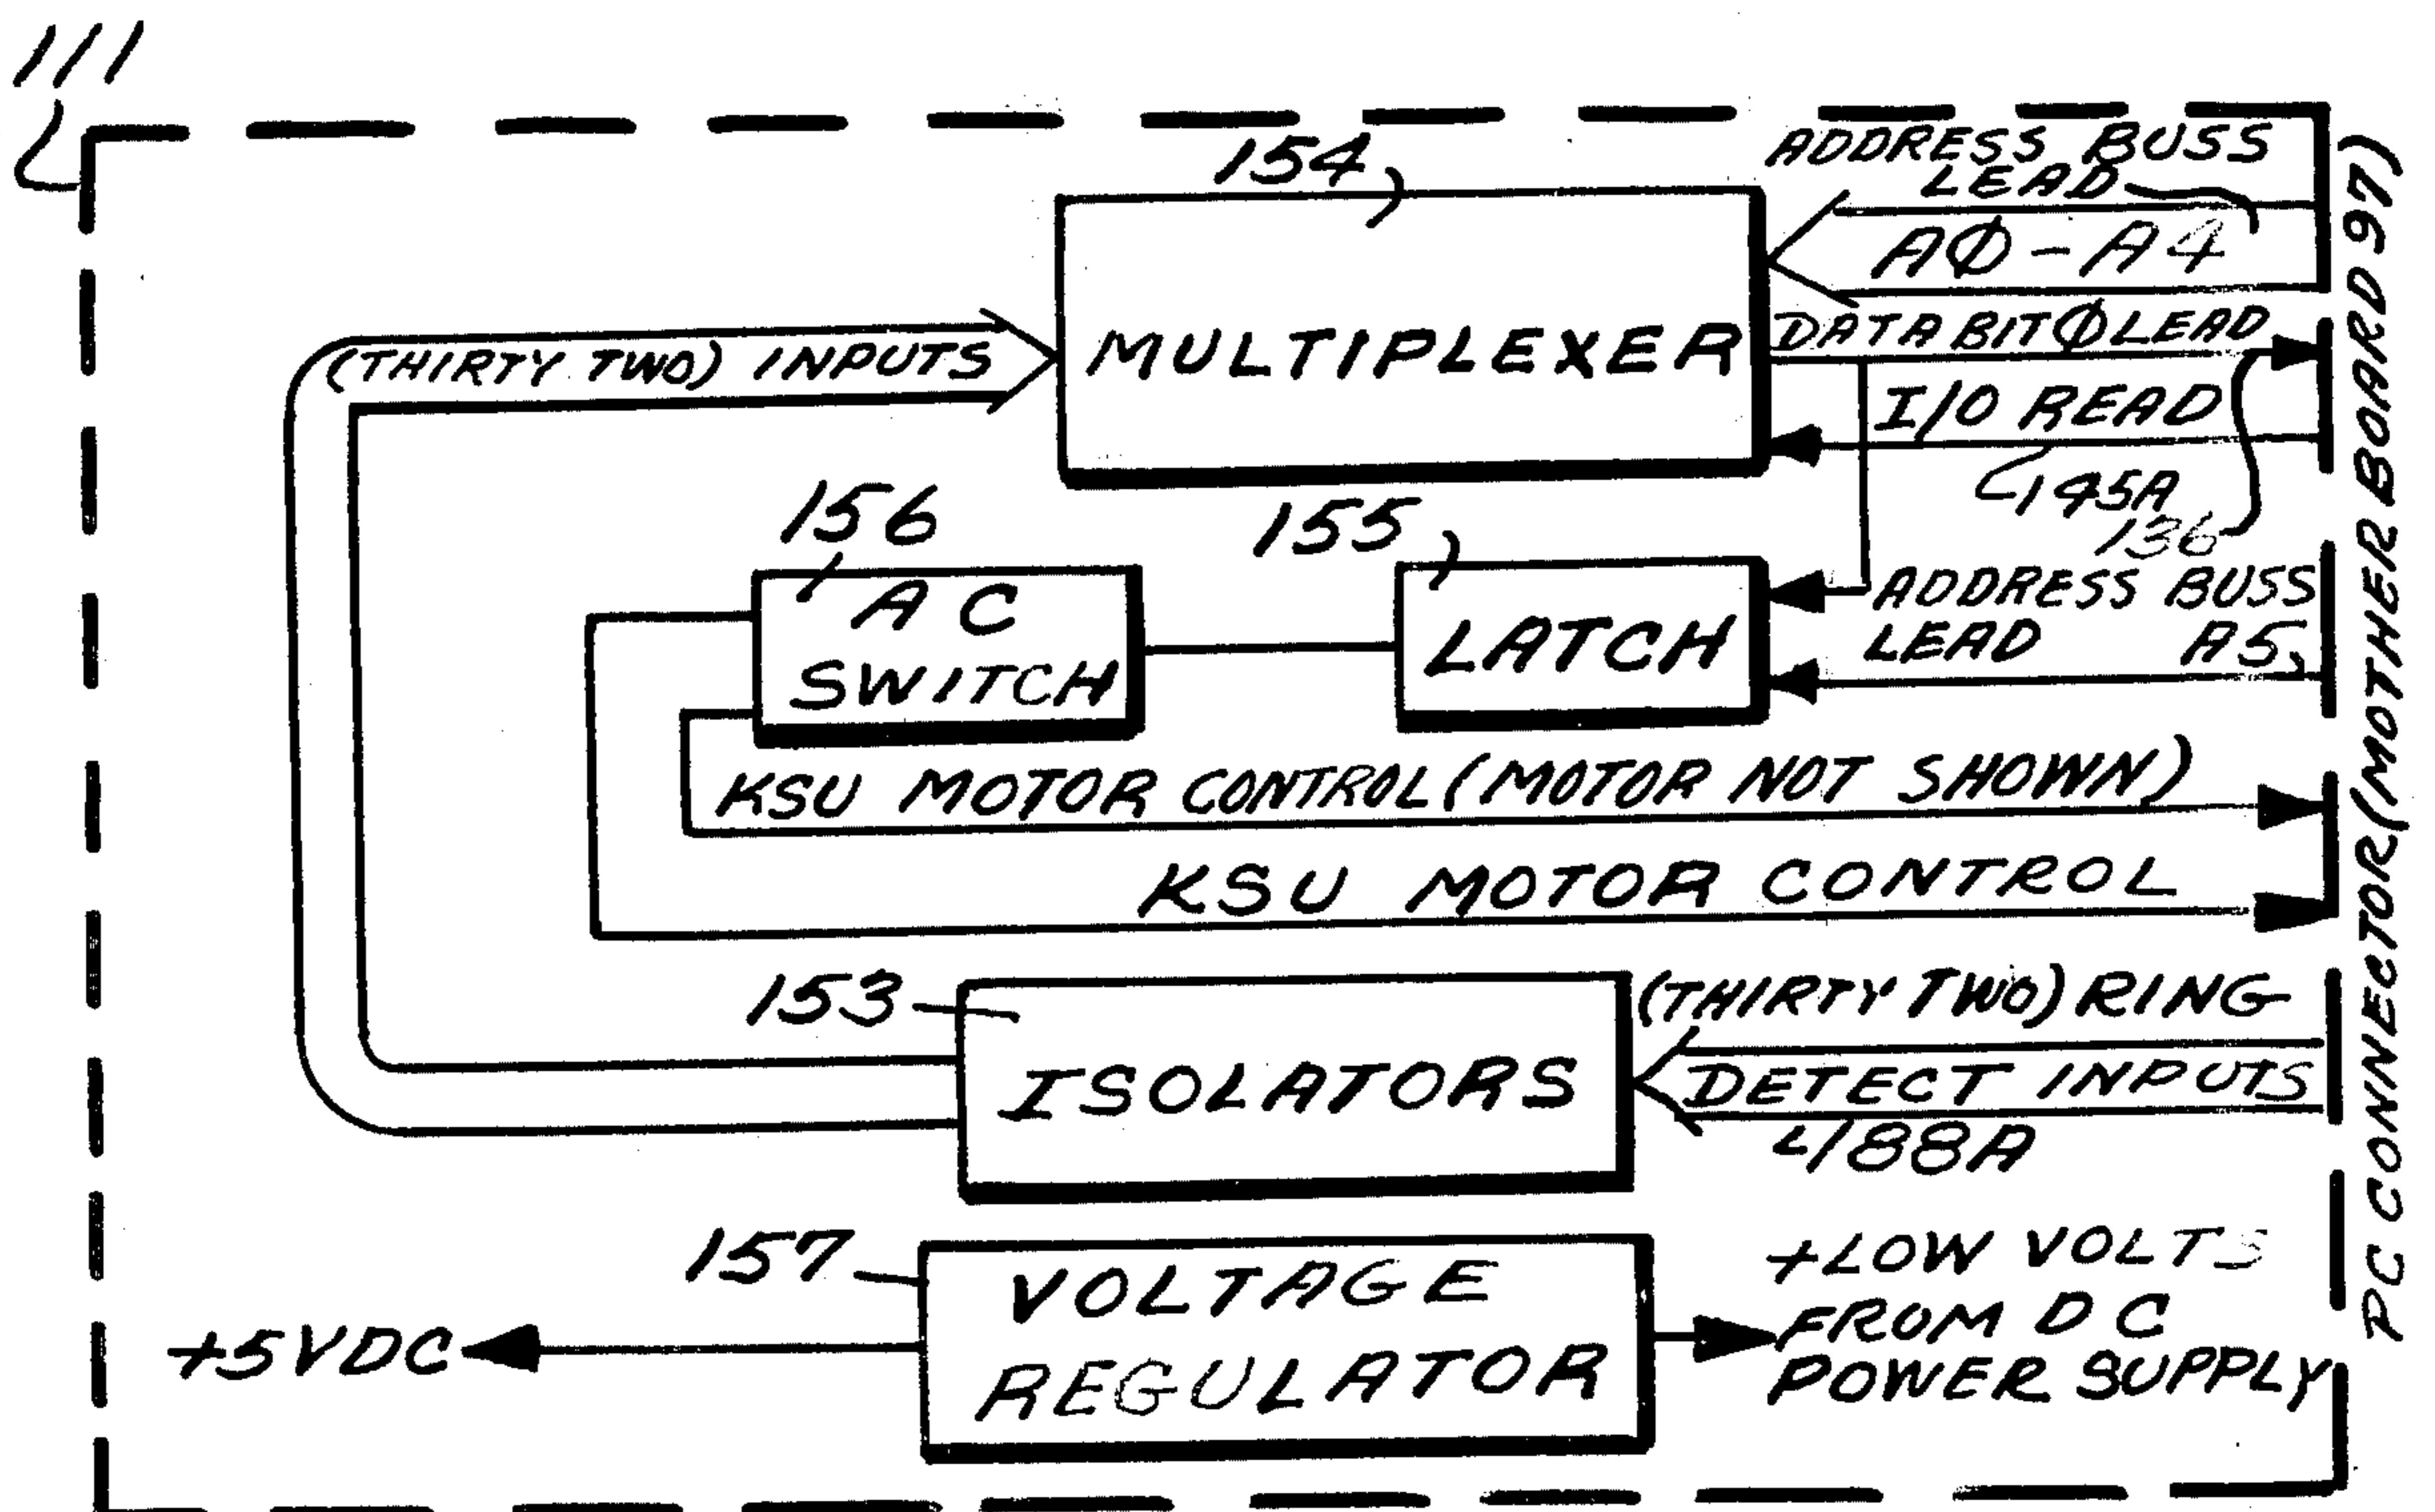 111
154
ADDRESS BUSS
LEAD
AØ-A4
MULTIPLEXER
DATA BIT Ø LEAD
(THIRTY TWO) INPUTS
I/O READ
145A
136
156
155
AC
SWITCH
LATCH
ADDRESS BUSS
LEAD A5
KSU MOTOR CONTROL (MOTOR NOT SHOWN)
KSU MOTOR CONTROL
153
ISOLATORS
(THIRTY TWO) RING
DETECT INPUTS
488A
157
VOLTAGE
REGULATOR
+5VDC
+LOW VOLTS
FROM DC
POWER SUPPLY
PC CONNECTOR (MOTHER BOARD 97)